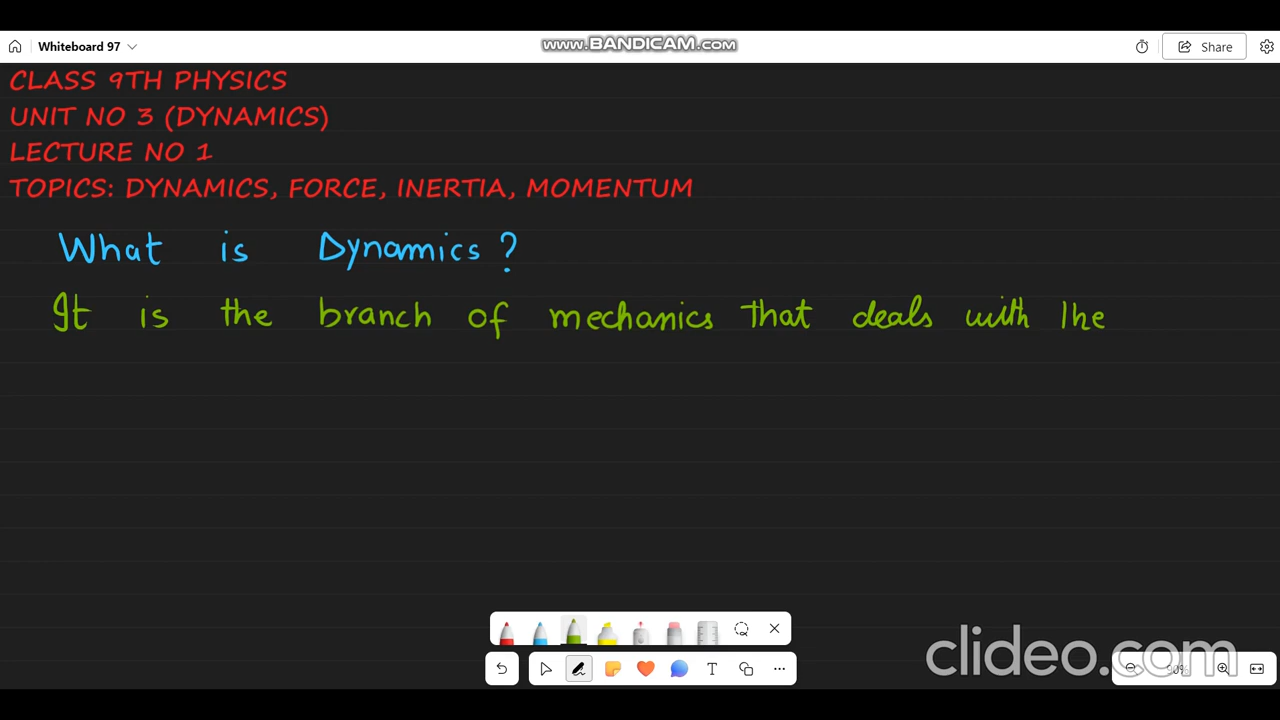 www.BANDICAM.com
Whiteboard 97
Share
CLASS 9TH PHYSICS
UNIT NO 3 (DYNAMICS)
LECTURE NO 1
TOPICS: DYNAMICS, FORCE, INERTIA, MOMENTUM
What is Dynamics ?
It is the branch of mechanics that deals with the
T
clideo.com
90%